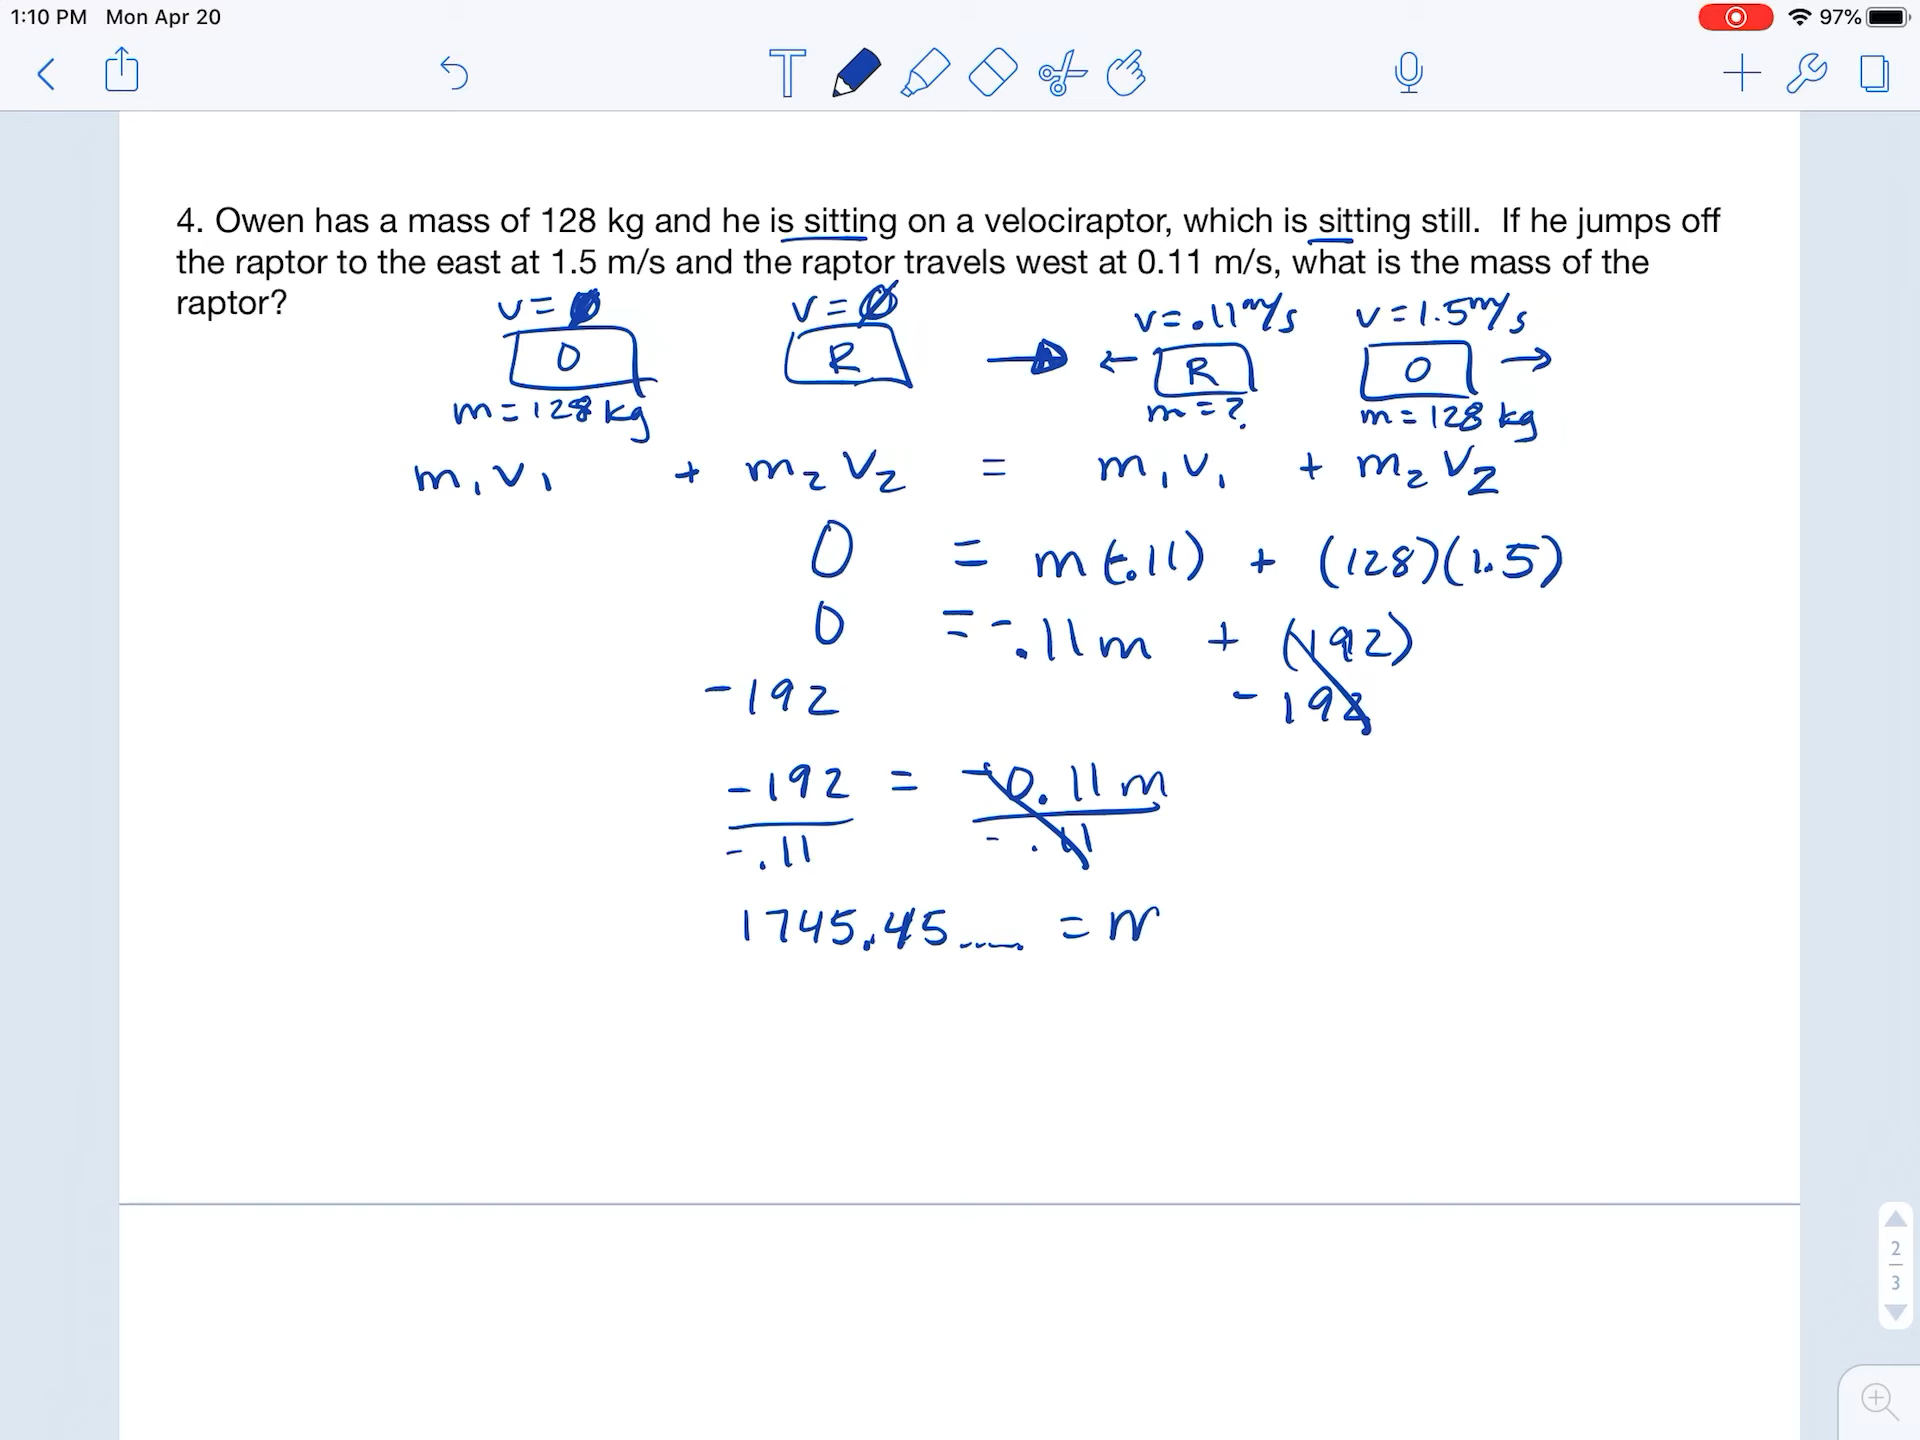 1:10 PM Mon Apr 20
97%
T
4. Owen has a mass of 128 kg and he is sitting on a velociraptor, which is sitting still. If he jumps off
the raptor to the east at 1.5 m/s and the raptor travels west at 0.11 m/s, what is the mass of the
raptor?
v = 0 v = 0 v = .11 m/s v = 1.5 m/s
O R → ← R O →
m = 128 kg m = ? m = 128 kg
m₁v₁ + m₂v₂ = m₁v₁ + m₂v₂
0 = m(-.11) + (128)(1.5)
0 = -.11m + (192)
-192 -192
-192 = -0.11m
-.11 -.11
1745.45..... = m
2
3